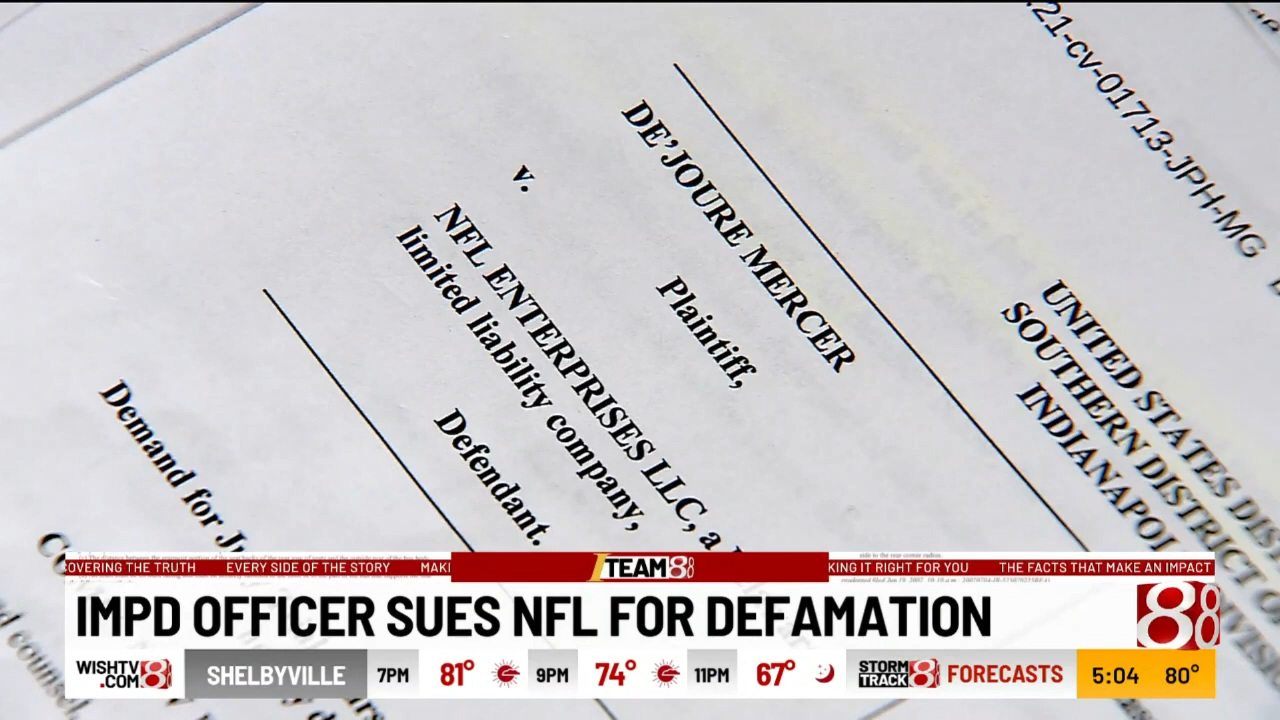 21-cv-01713-JPH-MG
UNITED STATES DIS
SOUTHERN DISTRICT O
INDIANAPOL
DE’JOURE MERCER
Plaintiff,
v.
NFL ENTERPRISES LLC, a
limited liability company,
Defendant.
Demand for
OVERING THE TRUTH EVERY SIDE OF THE STORY MAKI
I TEAM 8
KING IT RIGHT FOR YOU THE FACTS THAT MAKE AN IMPACT
IMPD OFFICER SUES NFL FOR DEFAMATION
8
WISHTV8
.COM
SHELBYVILLE 7PM 81° 9PM 74° 11PM 67°
STORM
TRACK 8 FORECASTS
5:04 80°